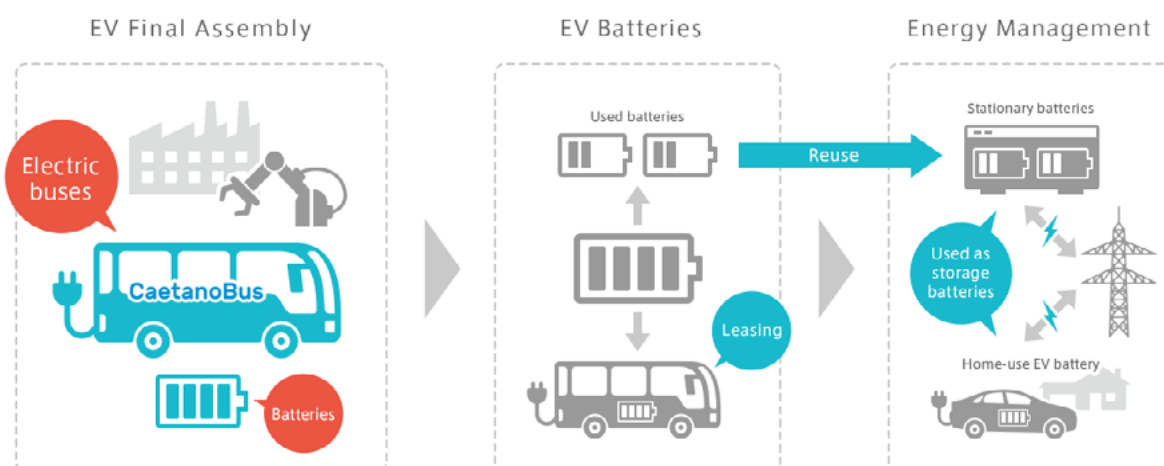 EV Final Assembly
Electric
buses
CaetanoBus
Batteries
EV Batteries
Used batteries
Reuse
Leasing
Energy Management
Stationary batteries
Used as
storage
batteries
Home-use EV battery